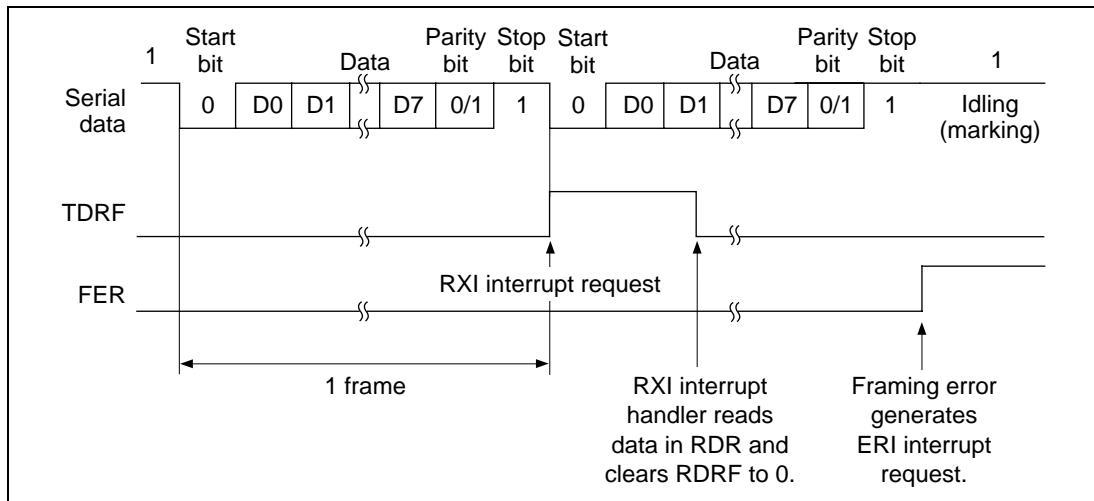 Start bit
Data
Parity bit
Stop bit
Start bit
Data
Parity bit
Stop bit
1
1
Serial data
0 D0 D1 D7 0/1 1 0 D0 D1 D7 0/1 1
Idling (marking)
TDRF
RXI interrupt request
FER
1 frame
RXI interrupt
handler reads
data in RDR and
clears RDRF to 0.
Framing error
generates
ERI interrupt
request.